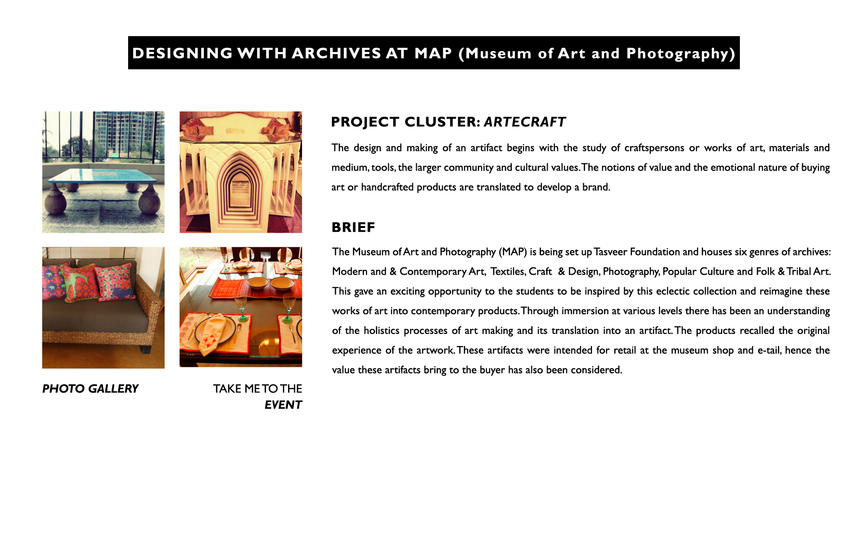 DESIGNING WITH ARCHIVES AT MAP (Museum of Art and Photography)
PROJECT CLUSTER: ARTECRAFT
The design and making of an artifact begins with the study of craftspersons or works of art, materials and
medium, tools, the larger community and cultural values. The notions of value and the emotional nature of buying
art or handcrafted products are translated to develop a brand.
BRIEF
The Museum of Art and Photography (MAP) is being set up Tasveer Foundation and houses six genres of archives:
Modern and & Contemporary Art, Textiles, Craft & Design, Photography, Popular Culture and Folk & Tribal Art.
This gave an exciting opportunity to the students to be inspired by this eclectic collection and reimagine these
works of art into contemporary products. Through immersion at various levels there has been an understanding
of the holistics processes of art making and its translation into an artifact. The products recalled the original
experience of the artwork. These artifacts were intended for retail at the museum shop and e-tail, hence the
value these artifacts bring to the buyer has also been considered.
PHOTO GALLERY
TAKE ME TO THE
EVENT